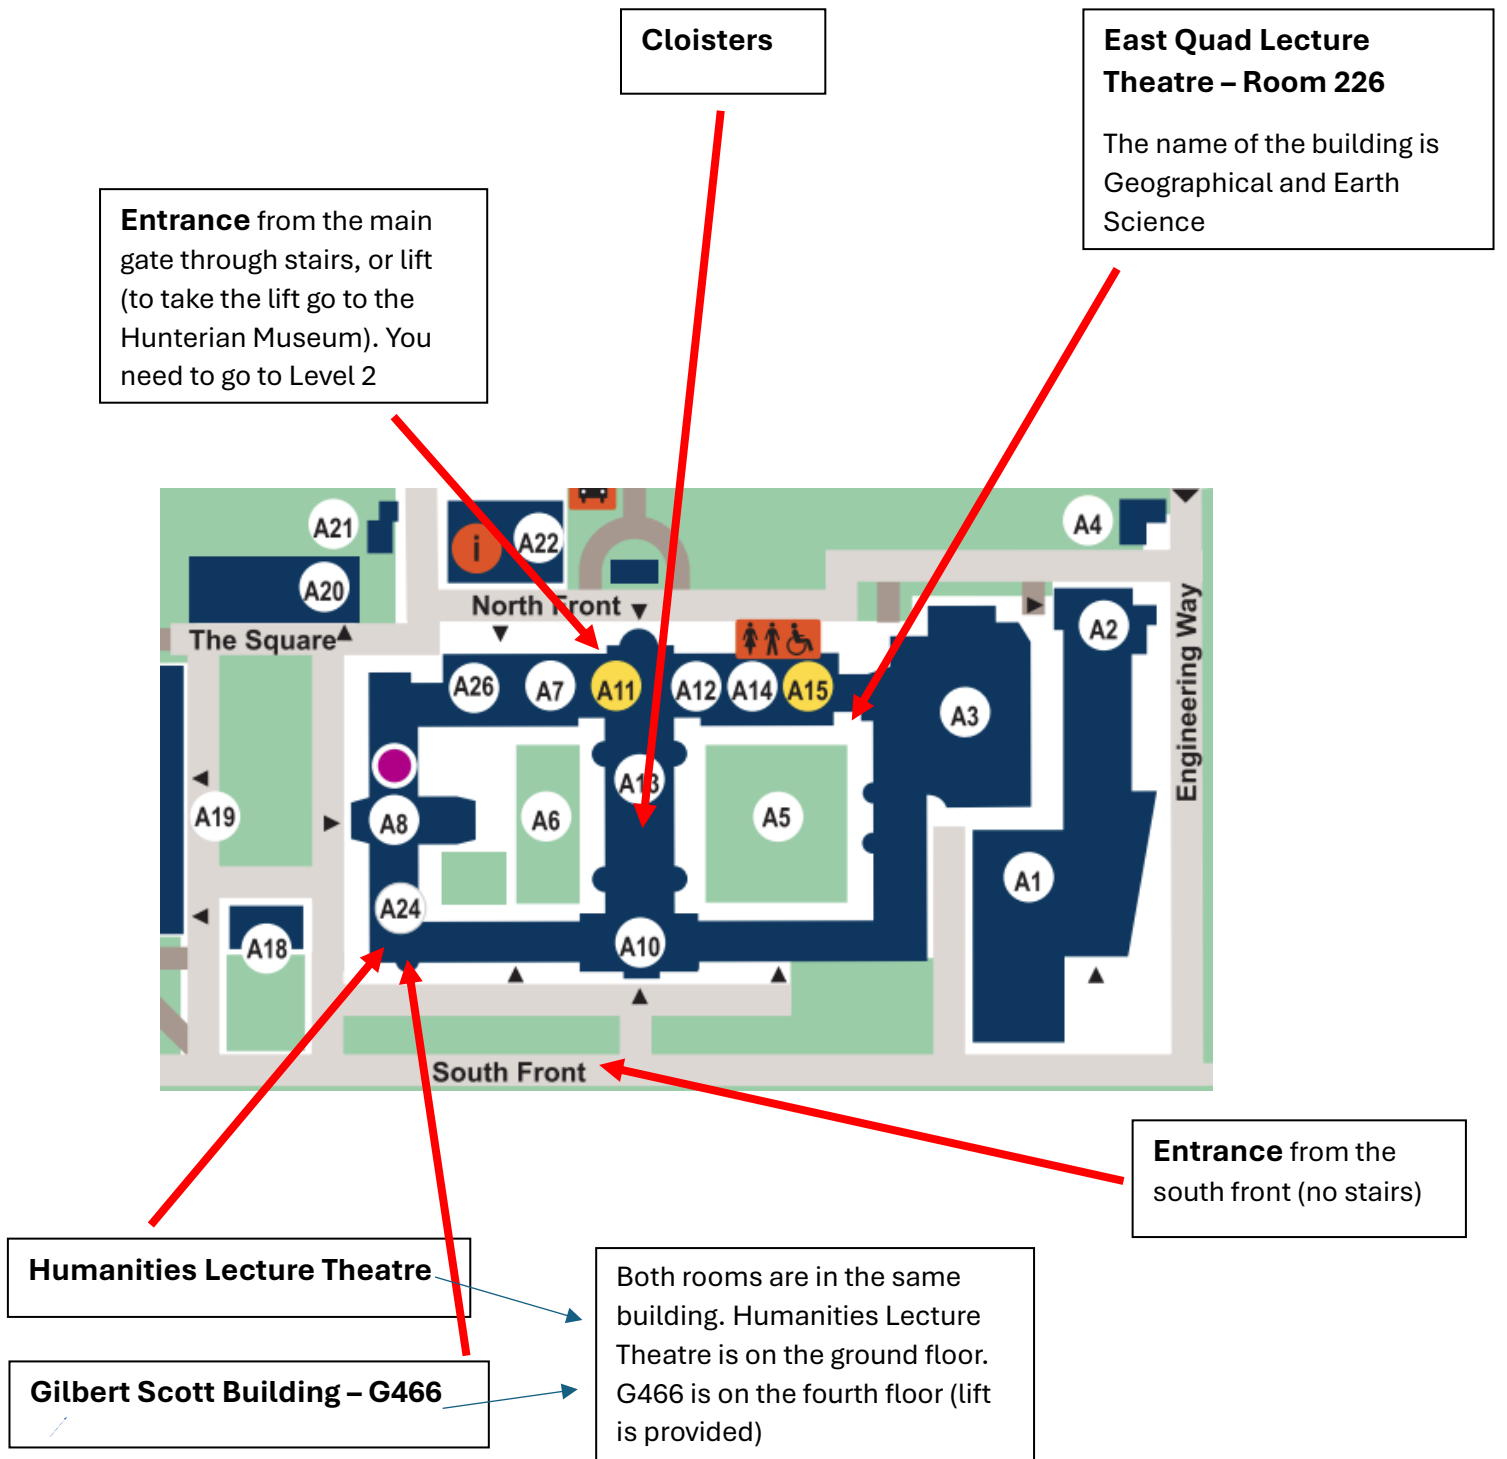 Cloisters
East Quad Lecture
Theatre – Room 226
The name of the building is
Geographical and Earth
Science
Entrance from the main
gate through stairs, or lift
(to take the lift go to the
Hunterian Museum). You
need to go to Level 2
A21
i
A22
A4
A20
North Front
The Square
A2
Engineering Way
A26
A7
A11
A12
A14
A15
A3
A13
A19
A8
A6
A5
A1
A24
A18
A10
South Front
Entrance from the
south front (no stairs)
Humanities Lecture Theatre
Gilbert Scott Building – G466
Both rooms are in the same
building. Humanities Lecture
Theatre is on the ground floor.
G466 is on the fourth floor (lift
is provided)